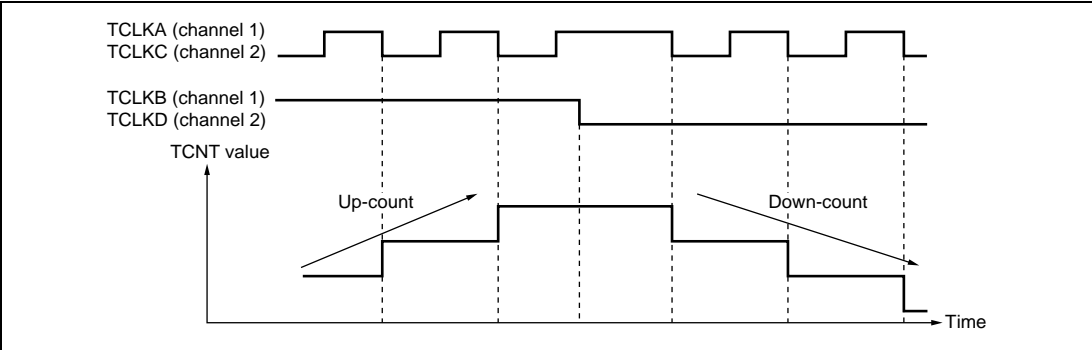 TCLKA (channel 1)
TCLKC (channel 2)
TCLKB (channel 1)
TCLKD (channel 2)
TCNT value
Up-count
Down-count
Time